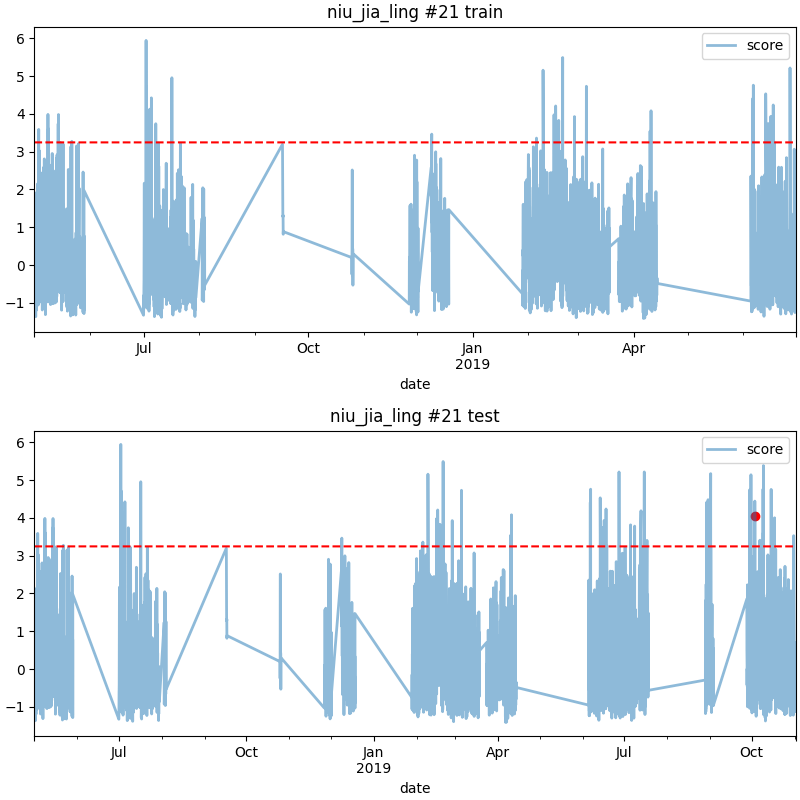 niu_jia_ling #21 train
score
6
5
4
3
2
1
0
−1
Jul Oct Jan Apr
2019
date
niu_jia_ling #21 test
score
6
5
4
3
2
1
0
−1
Jul Oct Jan Apr Jul Oct
2019
date